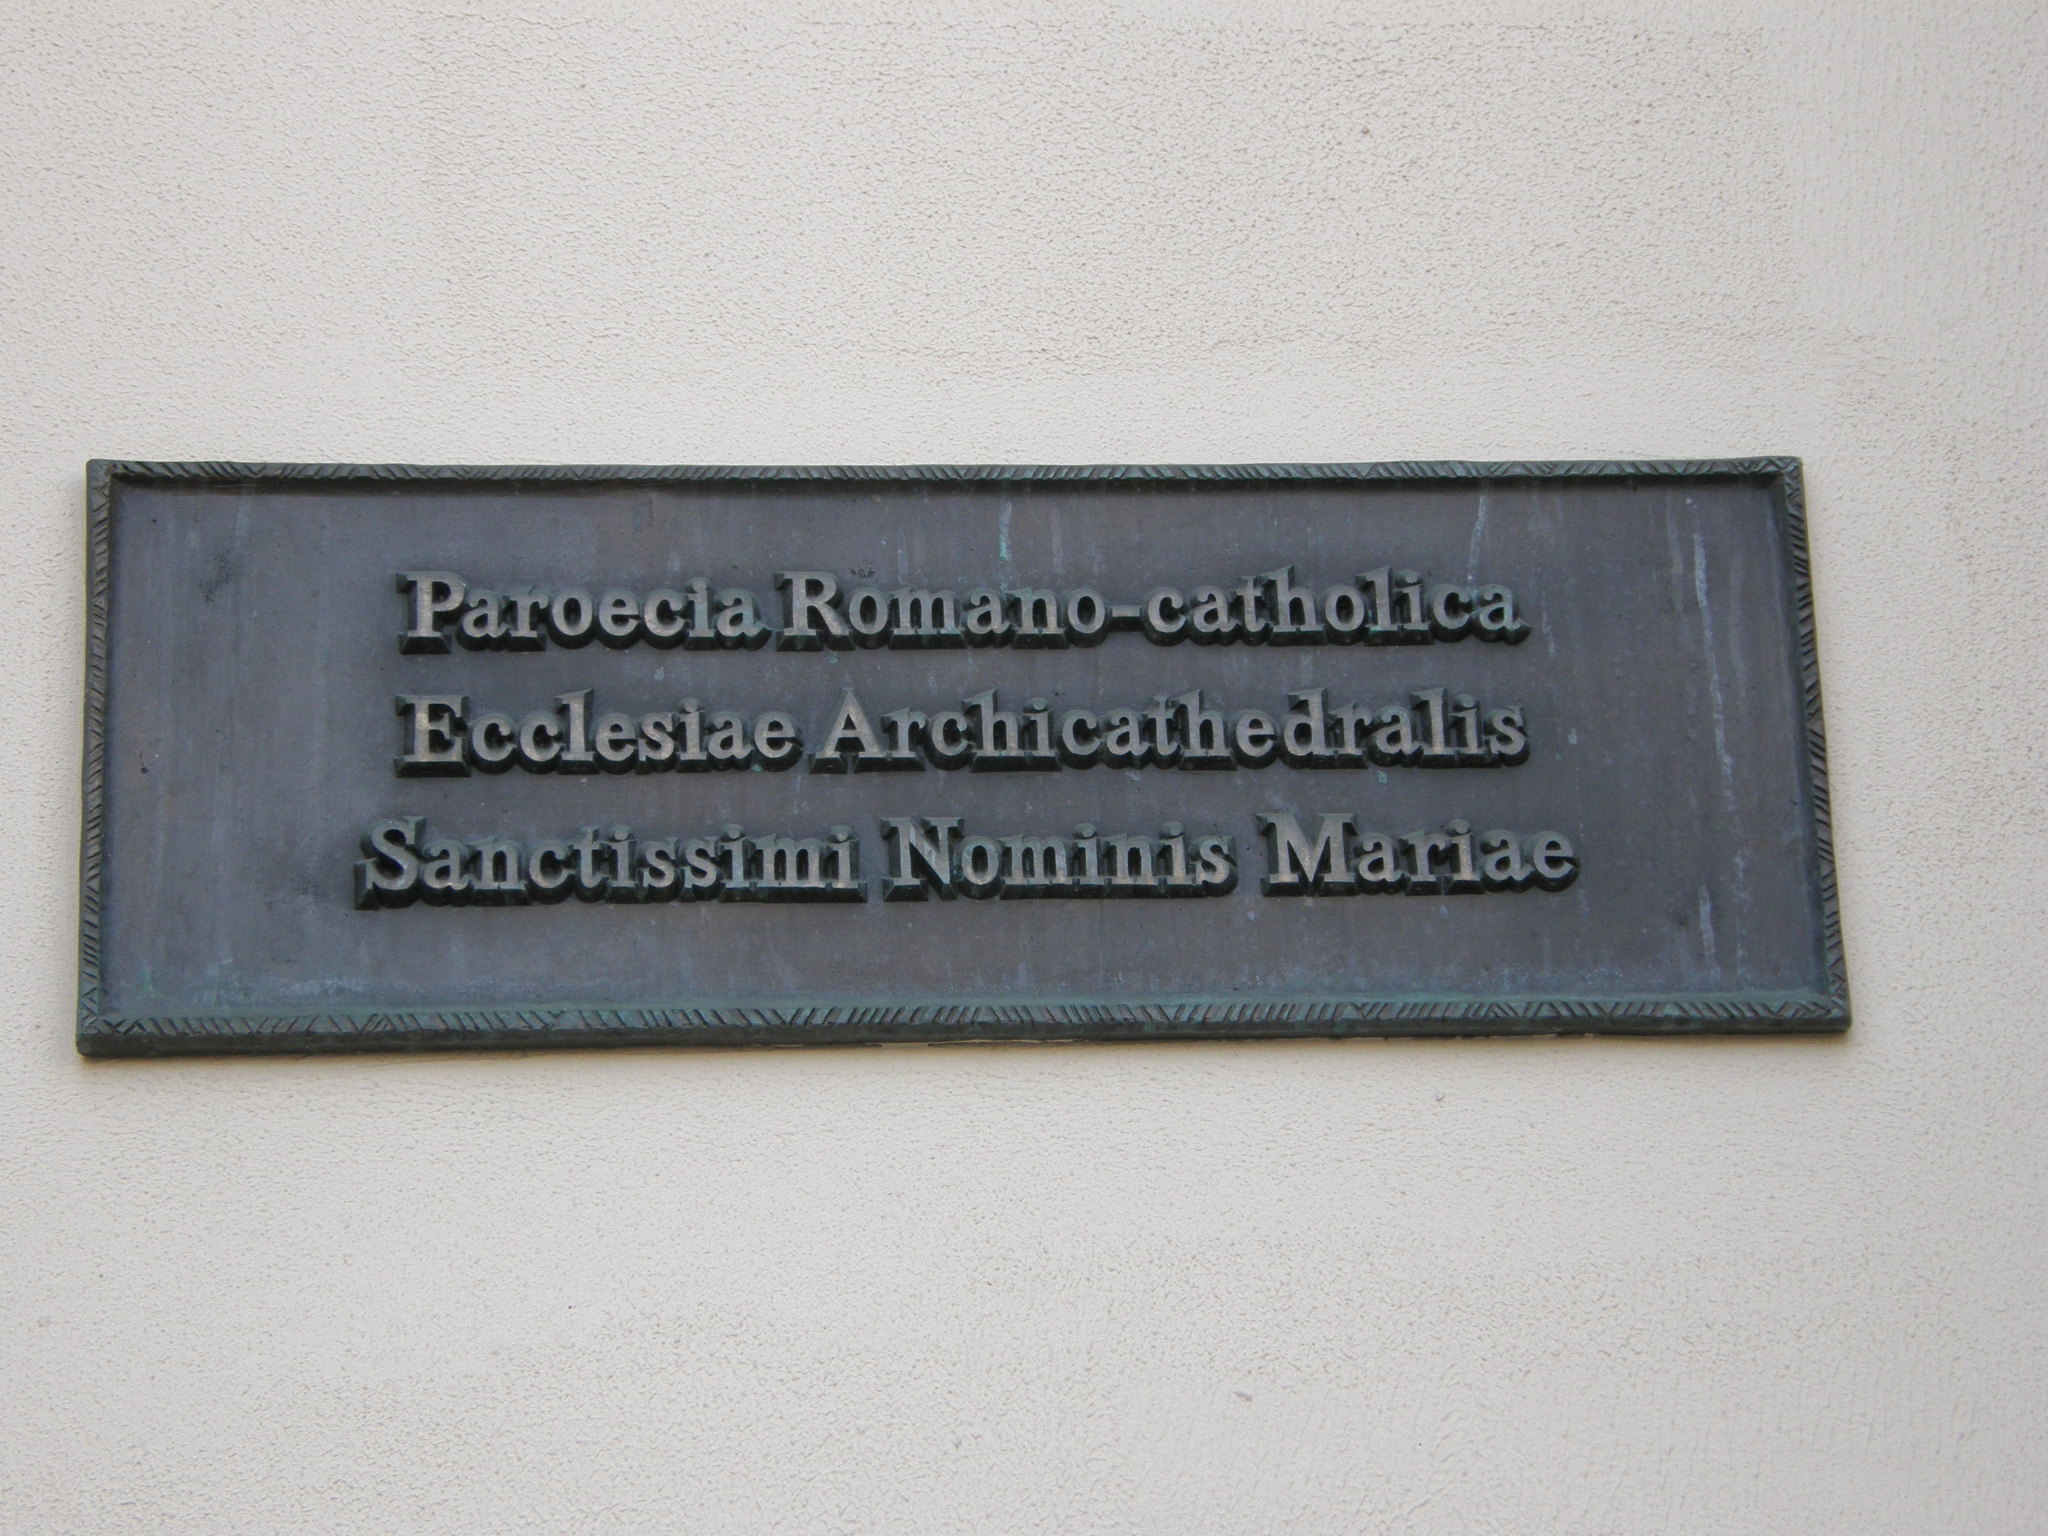 Paroecia Romano-catholica
Ecclesiae Archicathedralis
Sanctissimi Nominis Mariae